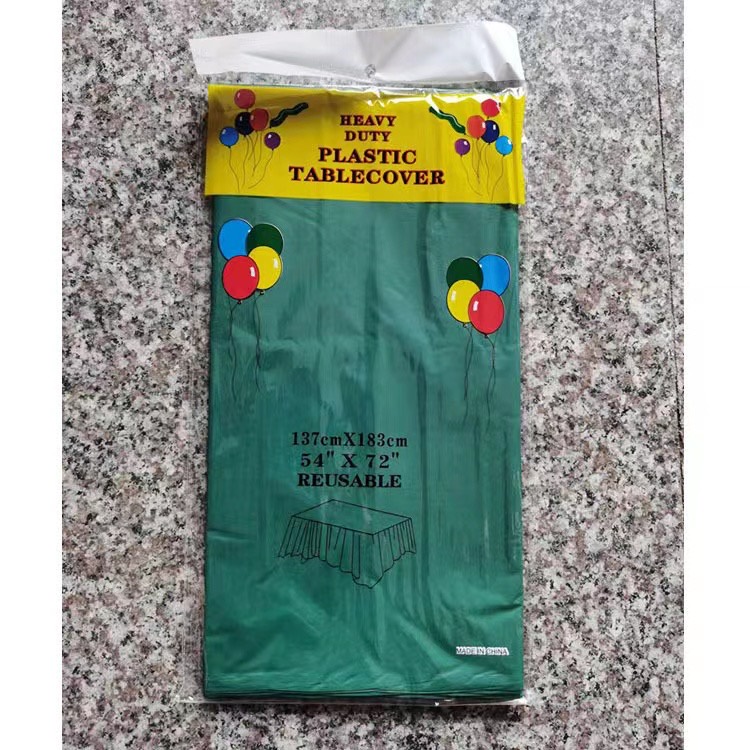 HEAVY
DUTY
PLASTIC
TABLECOVER
137cmX183cm
54" X 72"
REUSABLE
MADE IN CHINA